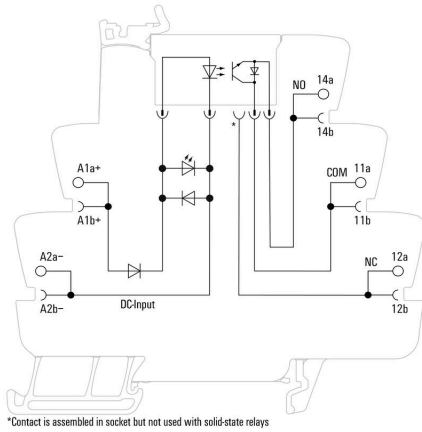 NO
14a
14b
*
A1a+
A1b+
COM
11a
11b
A2a–
A2b–
DC-Input
NC
12a
12b
*Contact is assembled in socket but not used with solid-state relays